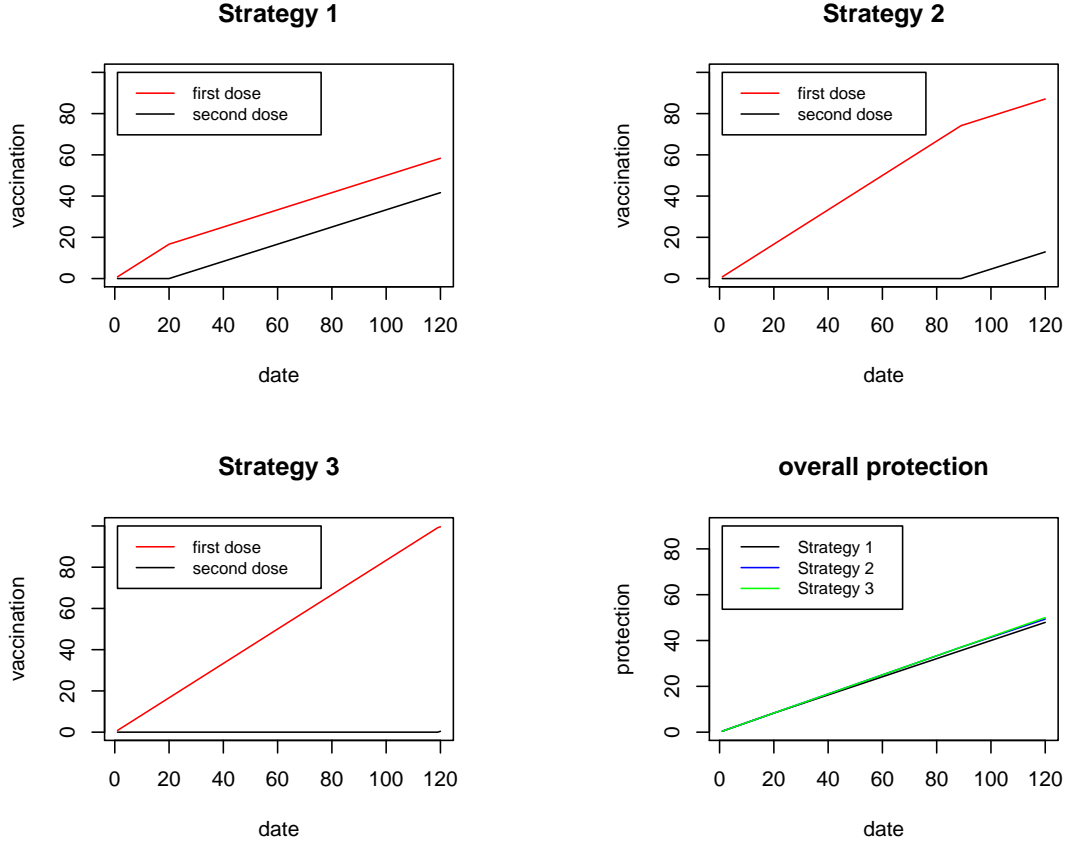 Strategy 1
first dose
second dose
vaccination
0 20 40 60 80
0 20 40 60 80 100 120
date
Strategy 2
first dose
second dose
vaccination
0 20 40 60 80
0 20 40 60 80 100 120
date
Strategy 3
first dose
second dose
vaccination
0 20 40 60 80
0 20 40 60 80 100 120
date
overall protection
Strategy 1
Strategy 2
Strategy 3
protection
0 20 40 60 80
0 20 40 60 80 100 120
date